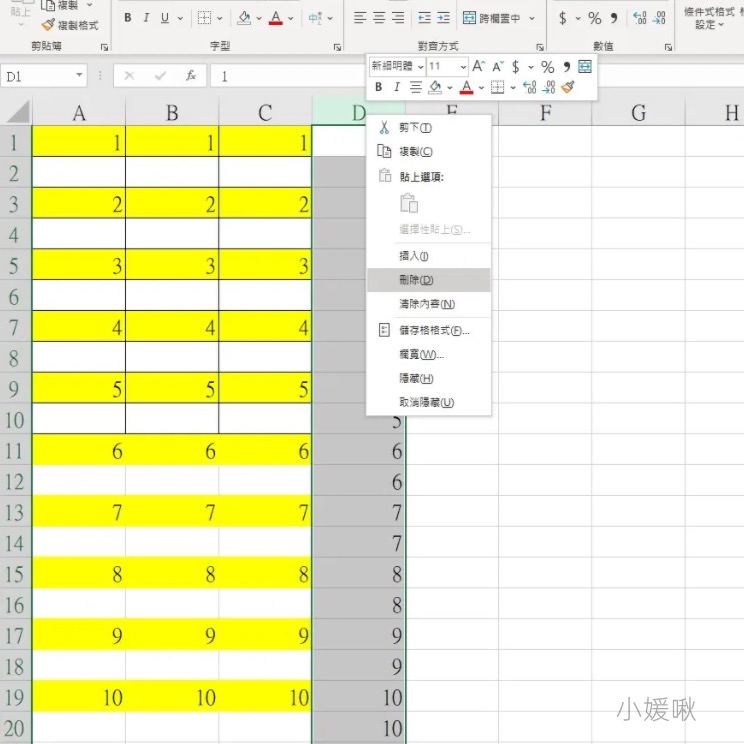 貼上
複製
複製格式
B I U
A
中
跨欄置中
$ % 9
條件式格式
設定
剪貼簿 字型 對齊方式 數值
D1 fx 1
新細明體 11 A A $ % 9
B I A
A B C D E F G H
1 1 1 1
2
3 2 2 2
4
5 3 3 3
6
7 4 4 4
8
9 5 5 5
10 5
11 6 6 6 6
12 6
13 7 7 7 7
14 7
15 8 8 8 8
16 8
17 9 9 9 9
18 9
19 10 10 10 10
20 10
剪下(T)
複製(C)
貼上選項:
選擇性貼上(S)...
插入(I)
刪除(D)
清除內容(N)
儲存格格式(F)...
欄寬(W)...
隱藏(H)
取消隱藏(U)
小媛啾